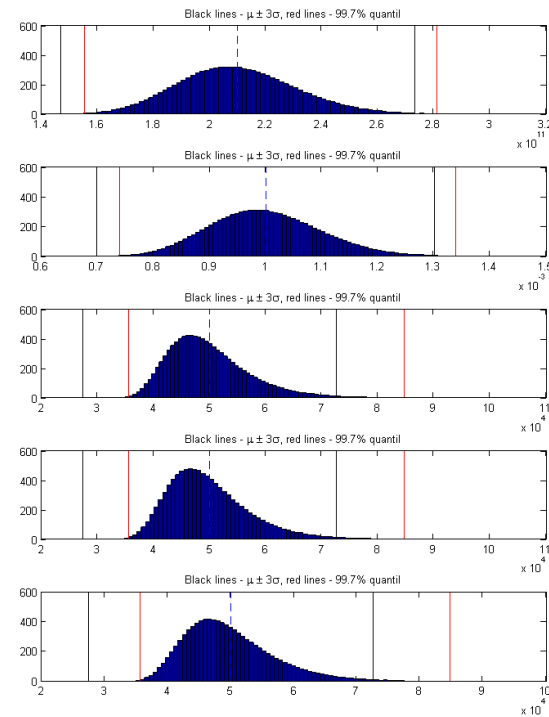 Black lines - μ ± 3σ, red lines - 99.7% quantil
600
400
200
0
1.4 1.6 1.8 2 2.2 2.4 2.6 2.8 3 3.2
x 10^11
Black lines - μ ± 3σ, red lines - 99.7% quantil
600
400
200
0
0.6 0.7 0.8 0.9 1 1.1 1.2 1.3 1.4 1.5
x 10^-3
Black lines - μ ± 3σ, red lines - 99.7% quantil
600
400
200
0
2 3 4 5 6 7 8 9 10 11
x 10^4
Black lines - μ ± 3σ, red lines - 99.7% quantil
600
400
200
0
2 3 4 5 6 7 8 9 10 11
x 10^4
Black lines - μ ± 3σ, red lines - 99.7% quantil
600
400
200
0
2 3 4 5 6 7 8 9 10
x 10^4